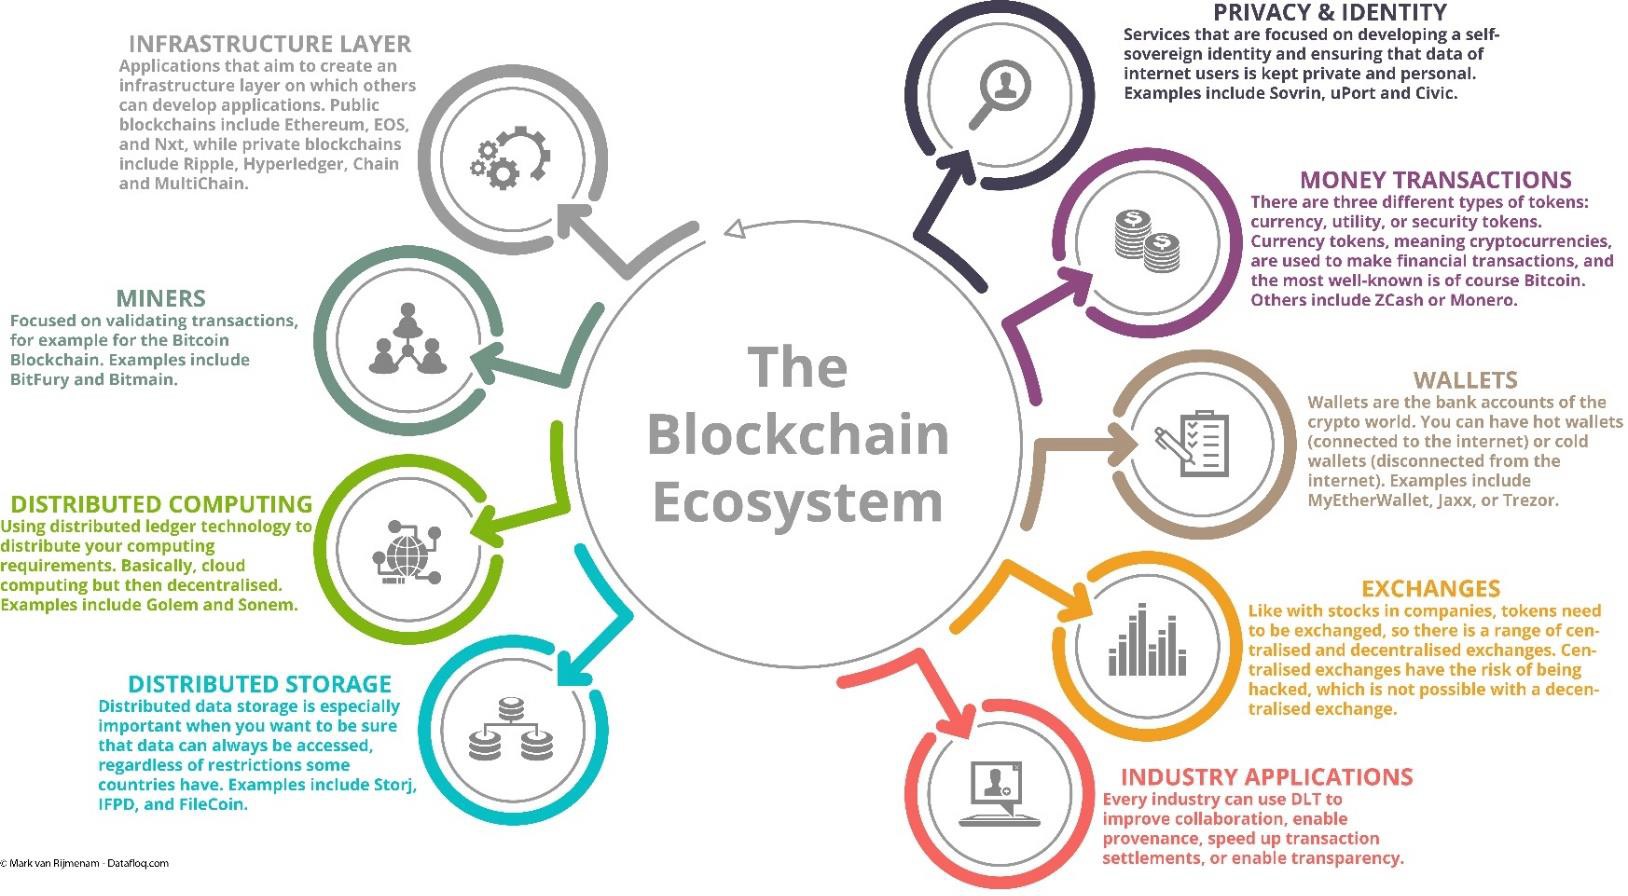 The
Blockchain
Ecosystem
PRIVACY & IDENTITY
Services that are focused on developing a self-
sovereign identity and ensuring that data of
internet users is kept private and personal.
Examples include Sovrin, uPort and Civic.
MONEY TRANSACTIONS
There are three different types of tokens:
currency, utility, or security tokens.
Currency tokens, meaning cryptocurrencies,
are used to make financial transactions, and
the most well-known is of course Bitcoin.
Others include ZCash or Monero.
WALLETS
Wallets are the bank accounts of the
crypto world. You can have hot wallets
(connected to the internet) or cold
wallets (disconnected from the
internet). Examples include
MyEtherWallet, Jaxx, or Trezor.
EXCHANGES
Like with stocks in companies, tokens need
to be exchanged, so there is a range of cen-
tralised and decentralised exchanges. Cen-
tralised exchanges have the risk of being
hacked, which is not possible with a decen-
tralised exchange.
INDUSTRY APPLICATIONS
Every industry can use DLT to
improve collaboration, enable
provenance, speed up transaction
settlements, or enable transparency.
DISTRIBUTED STORAGE
Distributed data storage is especially
important when you want to be sure
that data can always be accessed,
regardless of restrictions some
countries have. Examples include Storj,
IFPD, and FileCoin.
DISTRIBUTED COMPUTING
Using distributed ledger technology to
distribute your computing
requirements. Basically, cloud
computing but then decentralised.
Examples include Golem and Sonem.
MINERS
Focused on validating transactions,
for example for the Bitcoin
Blockchain. Examples include
BitFury and Bitmain.
INFRASTRUCTURE LAYER
Applications that aim to create an
infrastructure layer on which others
can develop applications. Public
blockchains include Ethereum, EOS,
and Nxt, while private blockchains
include Ripple, Hyperledger, Chain
and MultiChain.
$
$
© Mark van Rijmenam - Datafloq.com